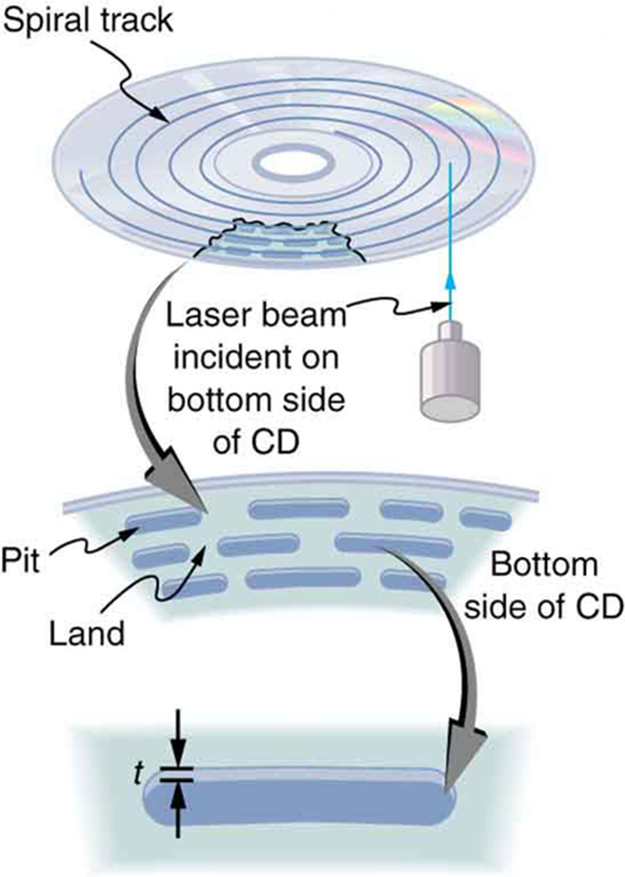 Spiral track
Laser beam
incident on
bottom side
of CD
Pit
Land
Bottom
side of CD
t